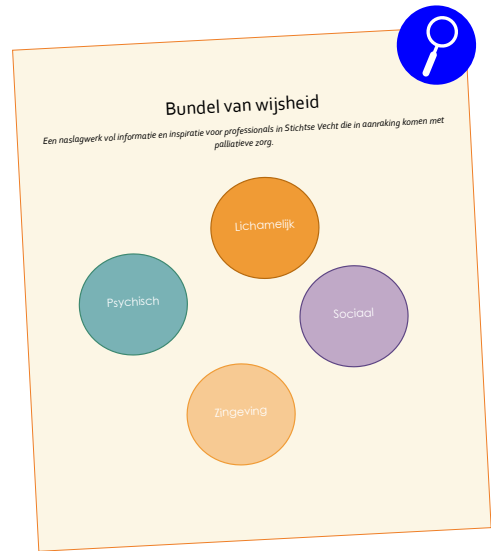 Bundel van wijsheid
Een naslagwerk vol informatie en inspiratie voor professionals in Stichtse Vecht die in aanraking komen met
palliatieve zorg.
Lichamelijk
Psychisch
Sociaal
Zingeving